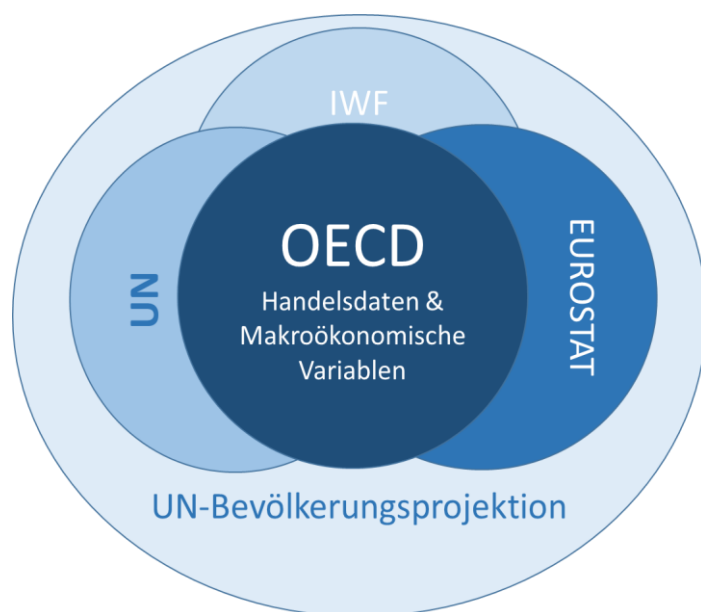 IWF
OECD
Handelsdaten &
Makroökonomische
Variablen
UN
EUROSTAT
UN-Bevölkerungsprojektion